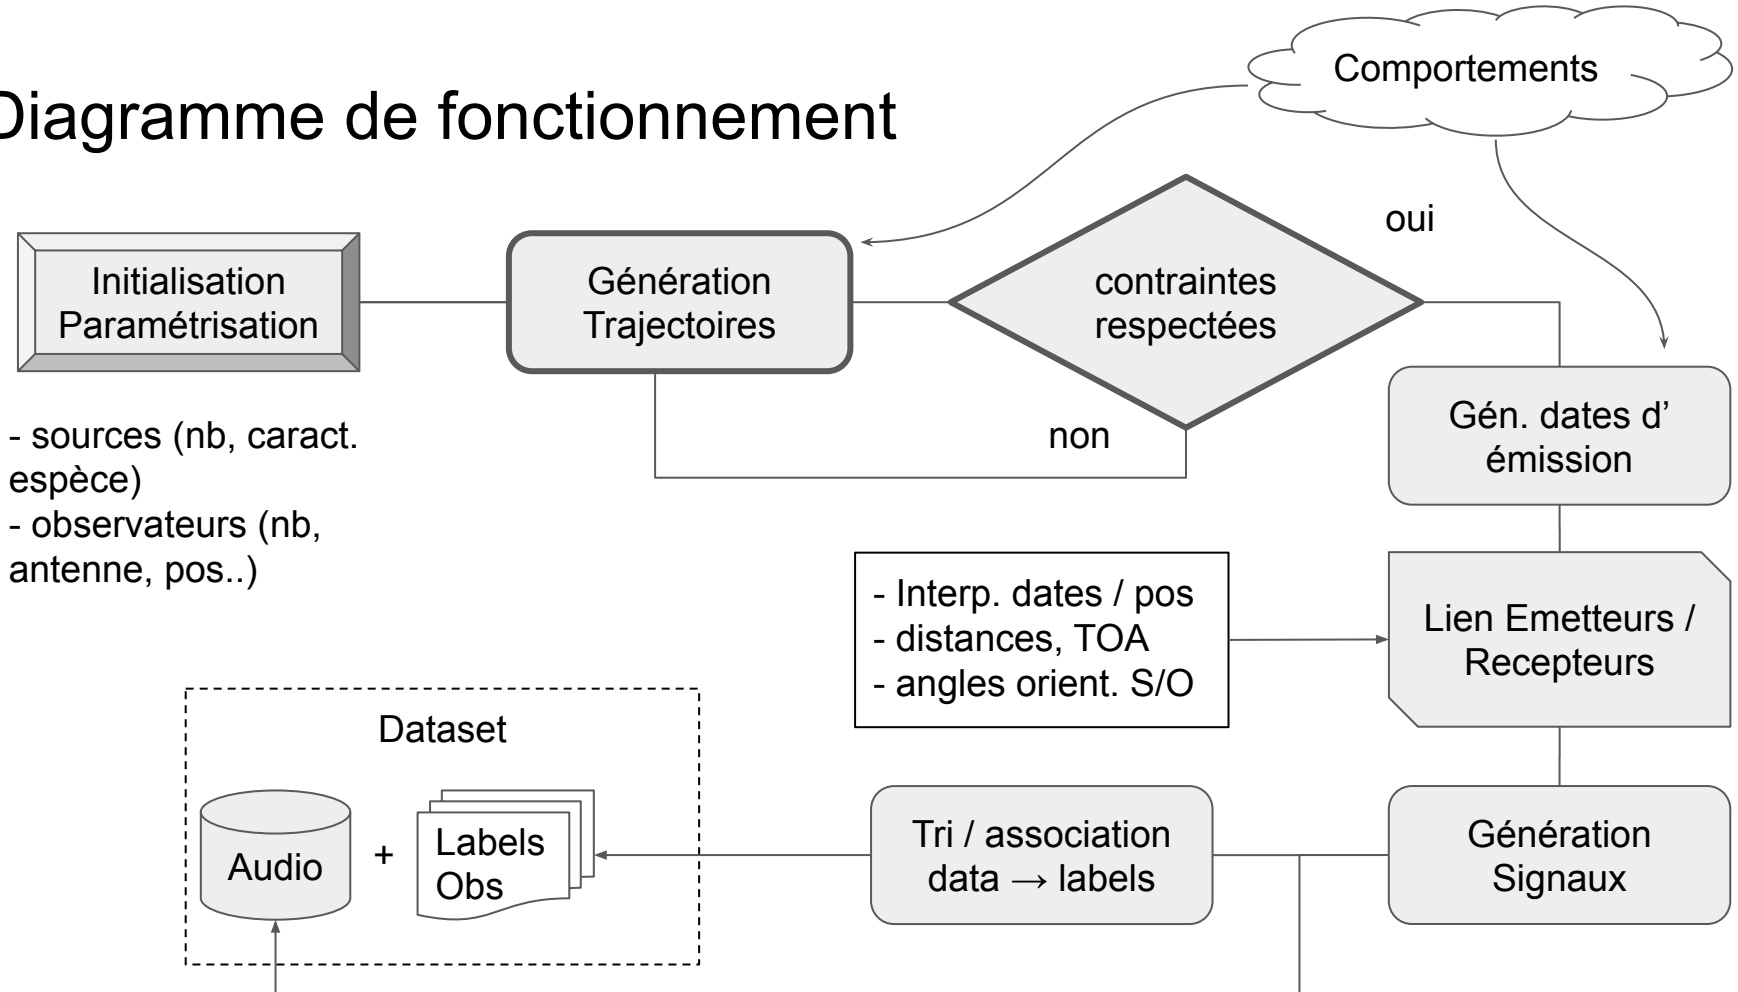 Diagramme de fonctionnement
Comportements
Initialisation
Paramétrisation
Génération
Trajectoires
contraintes
respectées
oui
non
- sources (nb, caract.
espèce)
- observateurs (nb,
antenne, pos..)
Gén. dates d’
émission
- Interp. dates / pos
- distances, TOA
- angles orient. S/O
Lien Emetteurs /
Recepteurs
Dataset
Audio
+
Labels
Obs
Tri / association
data → labels
Génération
Signaux